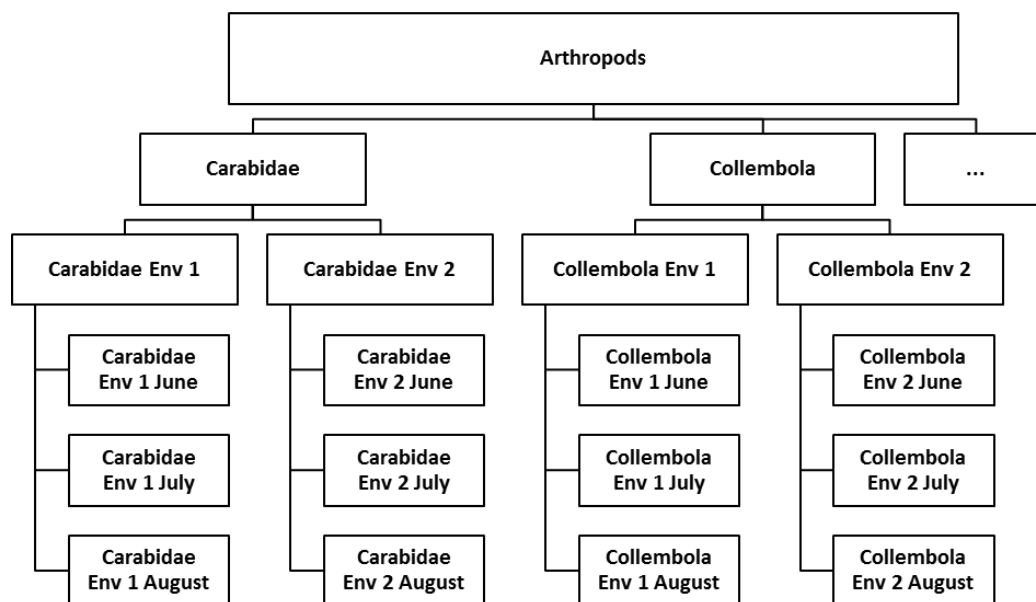 Arthropods
Carabidae
Collembola
...
Carabidae Env 1
Carabidae Env 2
Collembola Env 1
Collembola Env 2
Carabidae
Env 1 June
Carabidae
Env 2 June
Collembola
Env 1 June
Collembola
Env 2 June
Carabidae
Env 1 July
Carabidae
Env 2 July
Collembola
Env 1 July
Collembola
Env 2 July
Carabidae
Env 1 August
Carabidae
Env 2 August
Collembola
Env 1 August
Collembola
Env 2 August